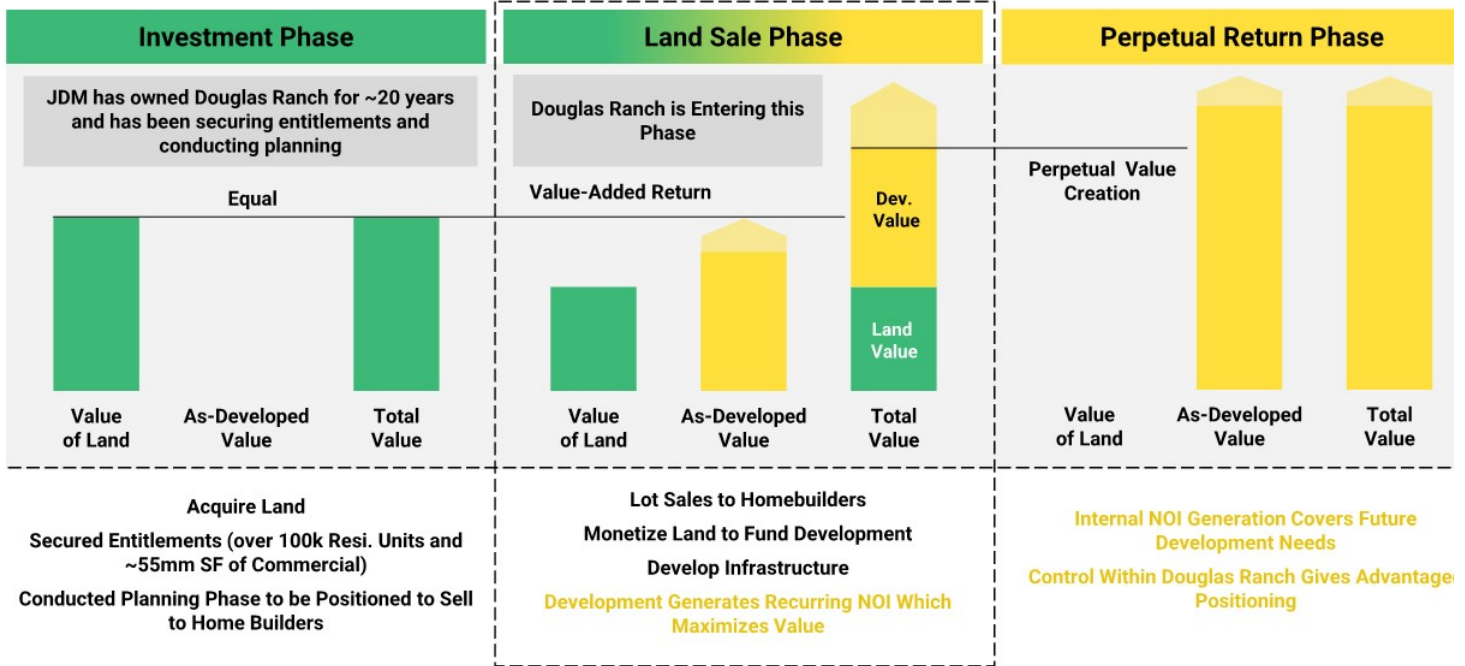 Investment Phase
JDM has owned Douglas Ranch for ~20 years
and has been securing entitlements and
conducting planning
Equal
Value
of Land
As-Developed
Value
Total
Value
Acquire Land
Secured Entitlements (over 100k Resi. Units and
~55mm SF of Commercial)
Conducted Planning Phase to be Positioned to Sell
to Home Builders
Land Sale Phase
Douglas Ranch is Entering this
Phase
Value-Added Return
Dev.
Value
Land
Value
Value
of Land
As-Developed
Value
Total
Value
Lot Sales to Homebuilders
Monetize Land to Fund Development
Develop Infrastructure
Development Generates Recurring NOI Which
Maximizes Value
Perpetual Return Phase
Perpetual Value
Creation
Value
of Land
As-Developed
Value
Total
Value
Internal NOI Generation Covers Future
Development Needs
Control Within Douglas Ranch Gives Advantage
Positioning